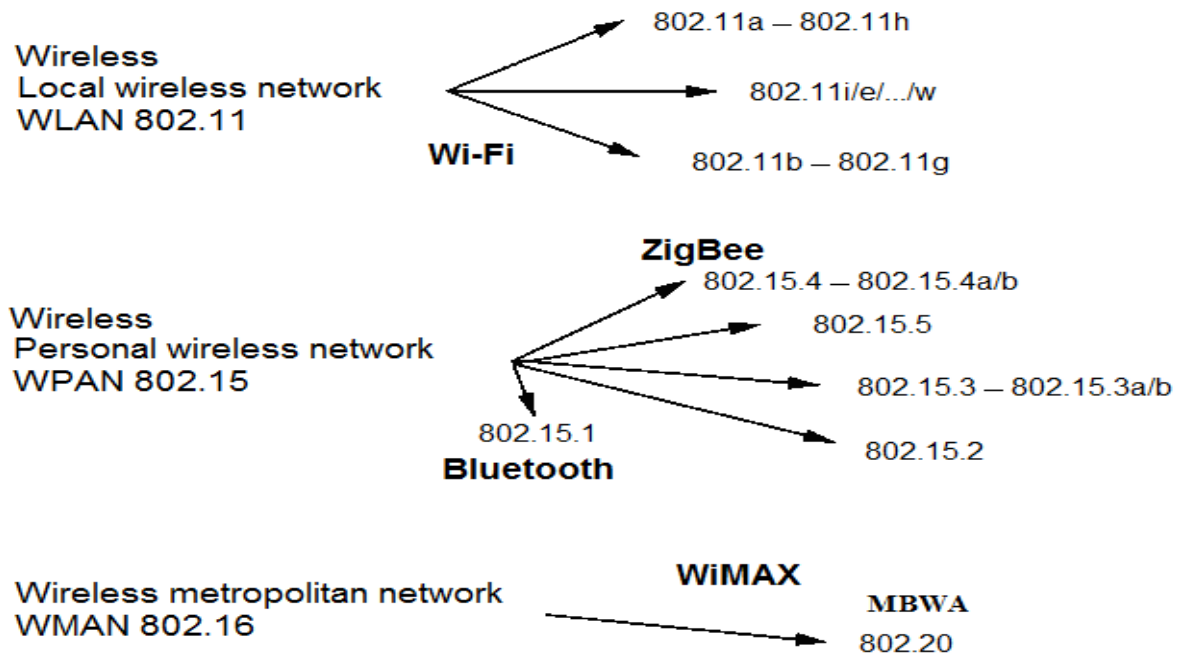 802.11a – 802.11h
Wireless
Local wireless network
WLAN 802.11
802.11i/e/.../w
Wi-Fi
802.11b – 802.11g
ZigBee
802.15.4 – 802.15.4a/b
Wireless
Personal wireless network
WPAN 802.15
802.15.5
802.15.3 – 802.15.3a/b
802.15.1
Bluetooth
802.15.2
WiMAX
Wireless metropolitan network
WMAN 802.16
MBWA
802.20